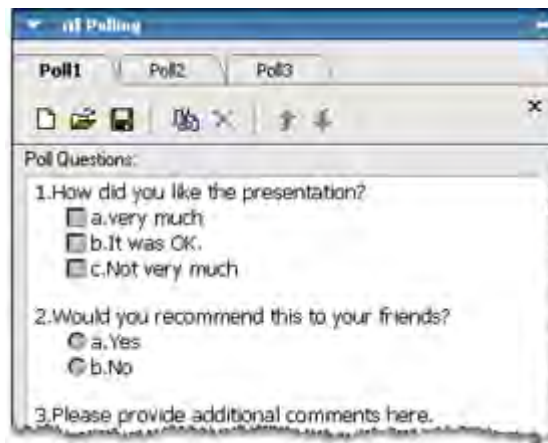 Polling
Poll1 Poll2 Poll3
Poll Questions:
1.How did you like the presentation?
a.very much
b.It was OK.
c.Not very much
2.Would you recommend this to your friends?
a.Yes
b.No
3.Please provide additional comments here.